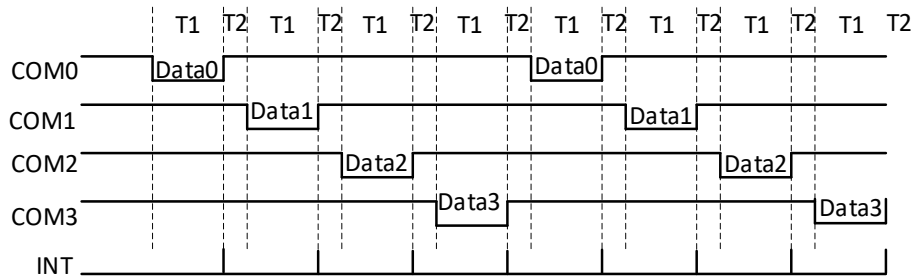 T1 T2 T1 T2 T1 T2 T1 T2 T1 T2 T1 T2 T1 T2 T1 T2
COM0 Data0 Data0
COM1 Data1 Data1
COM2 Data2 Data2
COM3 Data3 Data3
INT